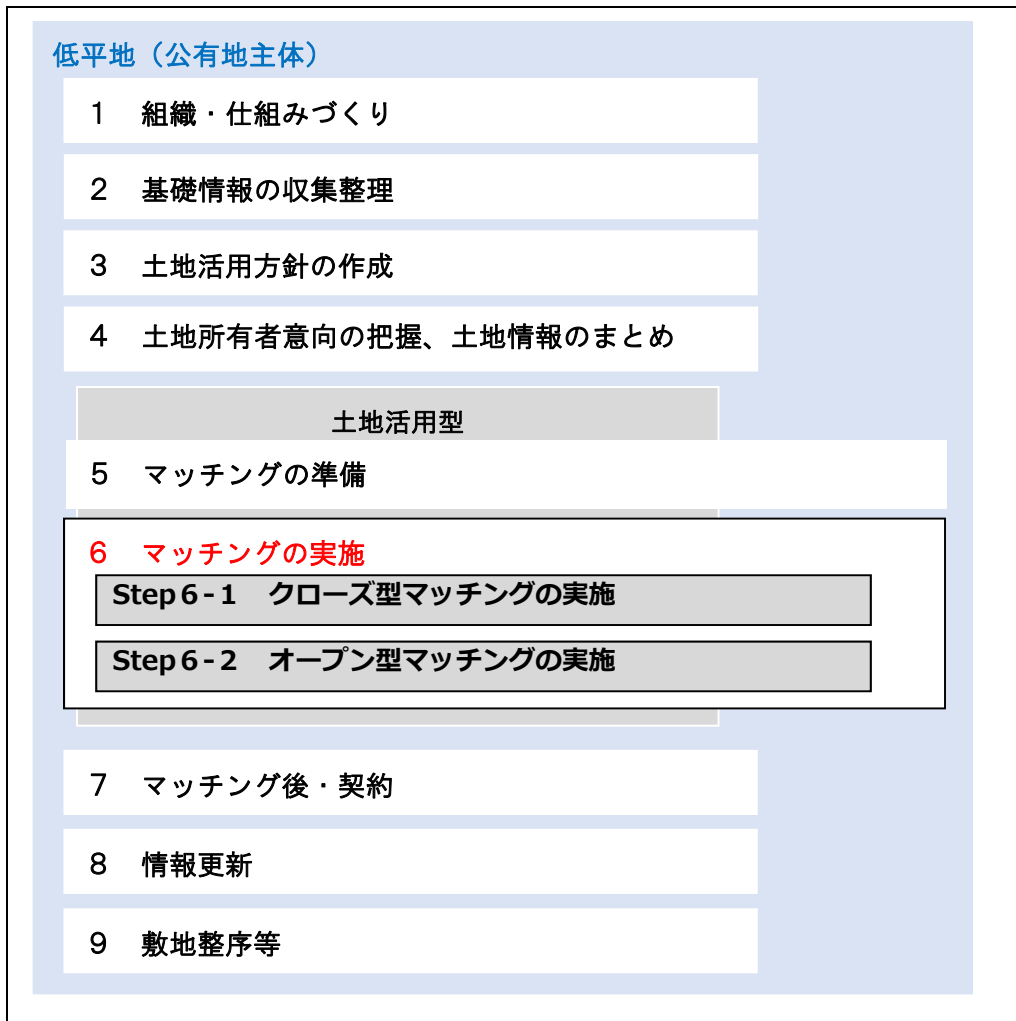 低平地（公有地主体）
１　組織・仕組みづくり
２　基礎情報の収集整理
３　土地活用方針の作成
４　土地所有者意向の把握、土地情報のまとめ
土地活用型
５　マッチングの準備
６　マッチングの実施
Step６-１　クローズ型マッチングの実施
Step６-２　オープン型マッチングの実施
７　マッチング後・契約
８　情報更新
９　敷地整序等